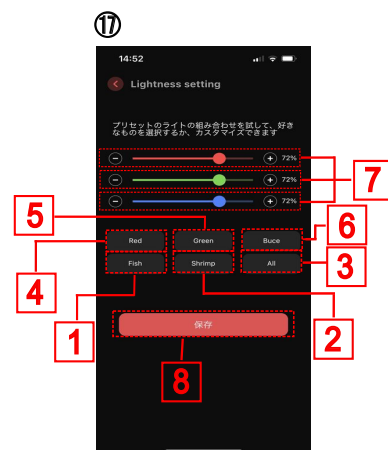 ⑰
14:52
Lightness setting
プリセットのライトの組み合わせを試して、好き
なものを選択するか、カスタマイズできます
72%
72%
7
72%
5
6
Red
Green
Buce
4
3
Fish
Shrimp
All
1
2
保存
8